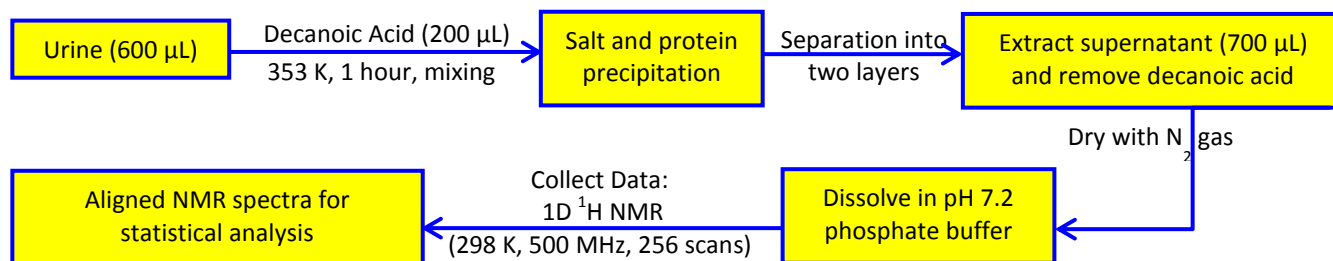 Urine (600 µL)
Decanoic Acid (200 µL)
353 K, 1 hour, mixing
Salt and protein
precipitation
Separation into
two layers
Extract supernatant (700 µL)
and remove decanoic acid
Dry with N₂ gas
Dissolve in pH 7.2
phosphate buffer
Collect Data:
1D ¹H NMR
(298 K, 500 MHz, 256 scans)
Aligned NMR spectra for
statistical analysis